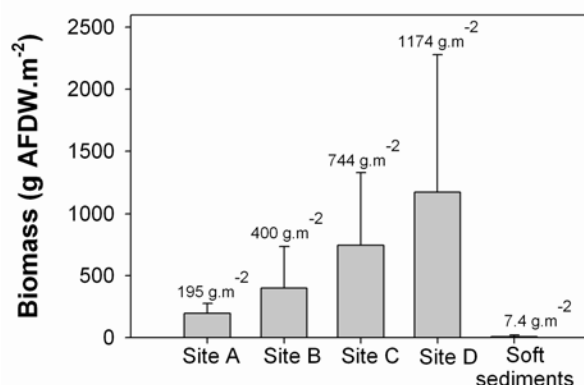 2500
2000
1500
1000
500
0
Biomass (g AFDW.m-2)
195 g.m-2
400 g.m-2
744 g.m-2
1174 g.m-2
7.4 g.m-2
Site A
Site B
Site C
Site D
Soft
sediments